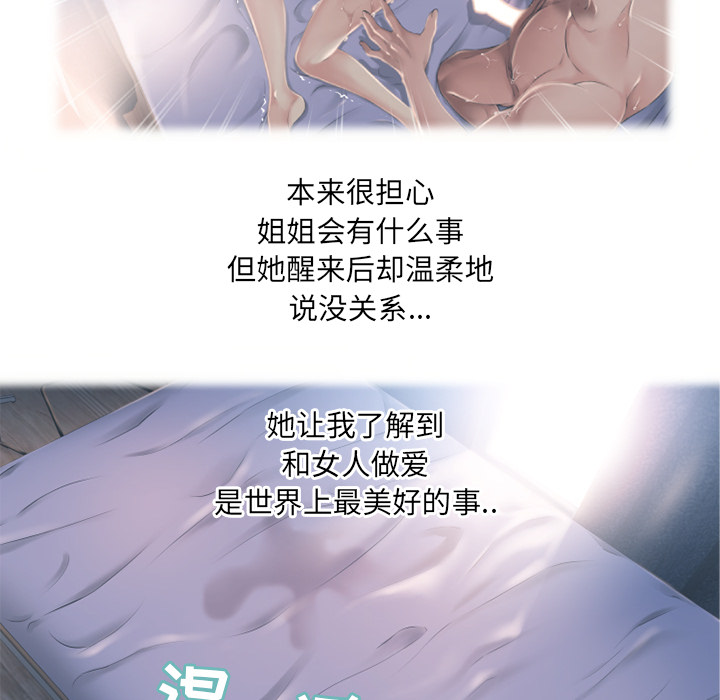 本来很担心
姐姐会有什么事
但她醒来后却温柔地
说没关系...
她让我了解到
和女人做爱
是世界上最美好的事..
湿